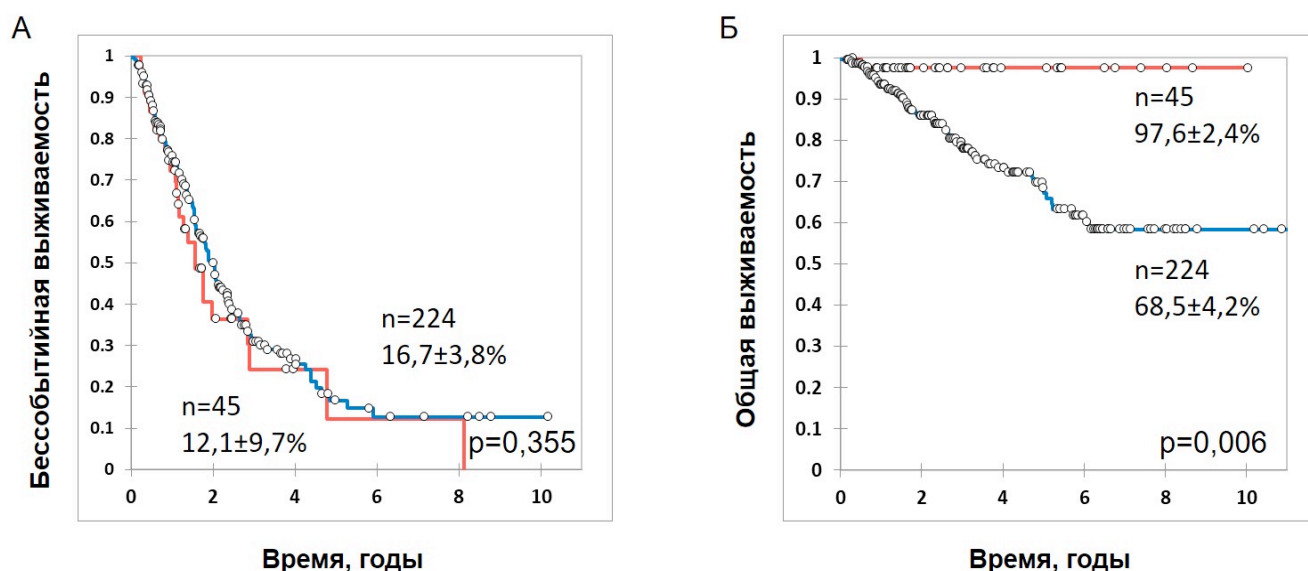 А
Бессобытийная выживаемость
1
0.9
0.8
0.7
0.6
0.5
0.4
0.3
0.2
0.1
0
n=224
16,7±3,8%
n=45
12,1±9,7%
p=0,355
0 2 4 6 8 10
Время, годы
Б
Общая выживаемость
1
0.9
0.8
0.7
0.6
0.5
0.4
0.3
0.2
0.1
0
n=45
97,6±2,4%
n=224
68,5±4,2%
p=0,006
0 2 4 6 8 10
Время, годы